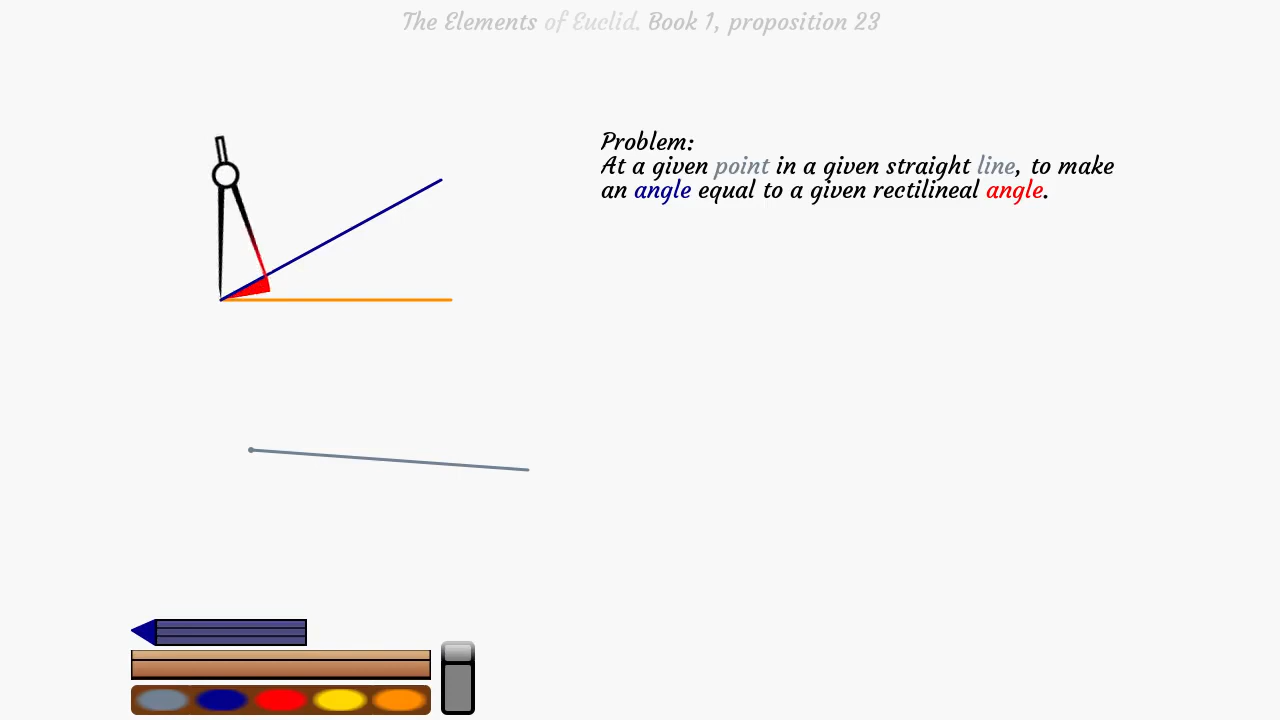 The Elements of Euclid. Book 1, proposition 23
Problem:
At a given point in a given straight line, to make
an angle equal to a given rectilineal angle.